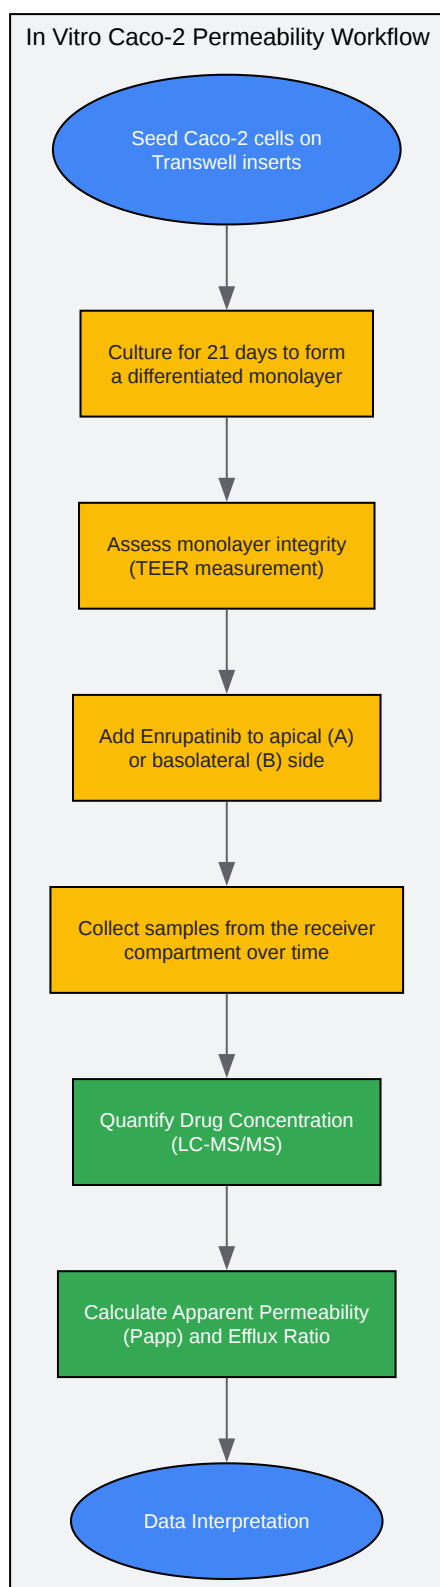 In Vitro Caco-2 Permeability Workflow
Seed Caco-2 cells on
Transwell inserts
Culture for 21 days to form
a differentiated monolayer
Assess monolayer integrity
(TEER measurement)
Add Enrupatinib to apical (A)
or basolateral (B) side
Collect samples from the receiver
compartment over time
Quantify Drug Concentration
(LC-MS/MS)
Calculate Apparent Permeability
(Papp) and Efflux Ratio
Data Interpretation